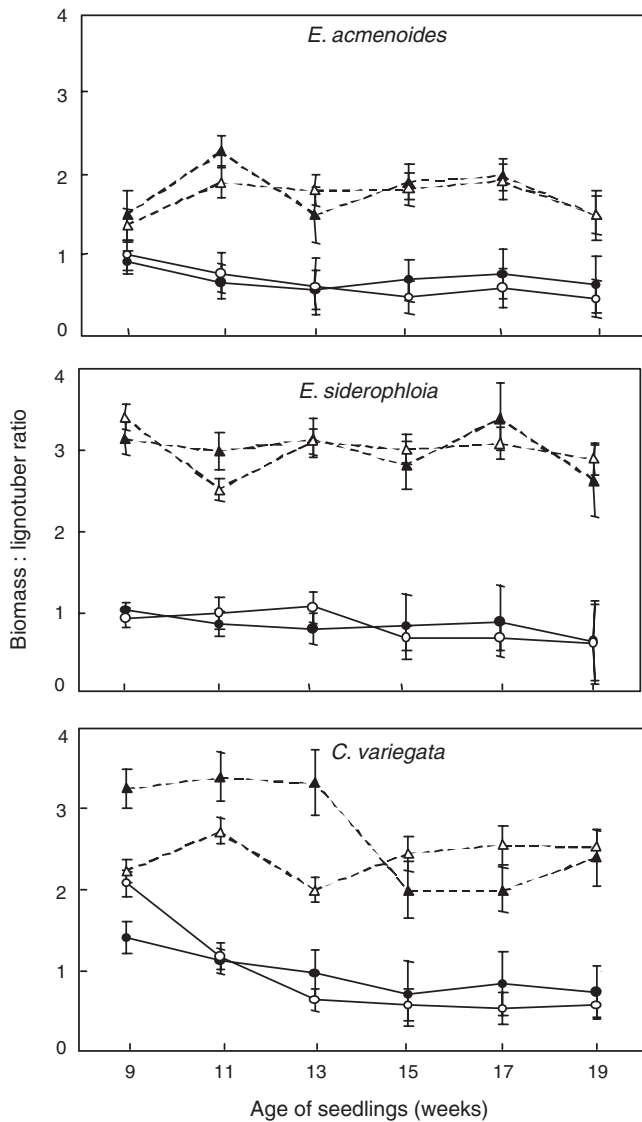 4
E. acmenoides
3
2
1
0
4
E. siderophloia
3
2
1
0
Biomass : lignotuber ratio
4
C. variegata
3
2
1
0
9 11 13 15 17 19
Age of seedlings (weeks)